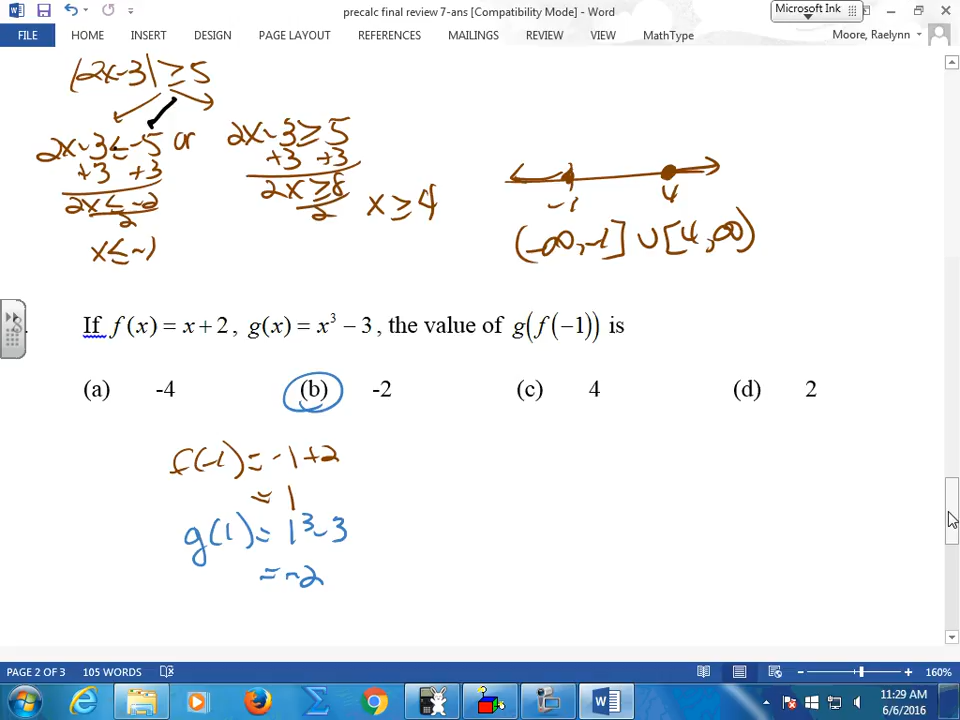 precalc final review 7-ans [Compatibility Mode] - Word
Microsoft Ink
FILE HOME INSERT DESIGN PAGE LAYOUT REFERENCES MAILINGS REVIEW VIEW MathType Moore, Raelynn
|2x-3| ≥ 5
2x-3 ≤ -5 or 2x-3 ≥ 5
+3 +3 +3 +3
2x ≤ -2 2x ≥ 8
2 2 x ≥ 4
x ≤ -1
-1 4
(-∞,-1] ∪ [4,∞)
8. If f(x) = x + 2, g(x) = x³ − 3, the value of g(f(−1)) is
(a) -4 (b) -2 (c) 4 (d) 2
f(-1) = -1+2
= 1
g(1) = 1³-3
= -2
PAGE 2 OF 3 105 WORDS 160%
11:29 AM
6/6/2016